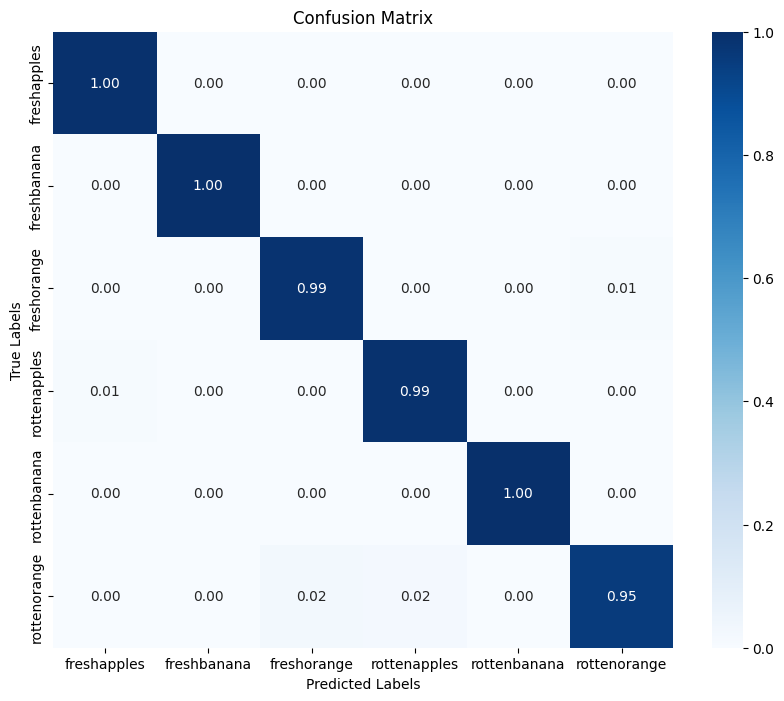 Confusion Matrix
True Labels
freshapples 1.00 0.00 0.00 0.00 0.00 0.00
freshbanana 0.00 1.00 0.00 0.00 0.00 0.00
freshorange 0.00 0.00 0.99 0.00 0.00 0.01
rottenapples 0.01 0.00 0.00 0.99 0.00 0.00
rottenbanana 0.00 0.00 0.00 0.00 1.00 0.00
rottenorange 0.00 0.00 0.02 0.02 0.00 0.95
freshapples freshbanana freshorange rottenapples rottenbanana rottenorange
Predicted Labels
1.0
0.8
0.6
0.4
0.2
0.0